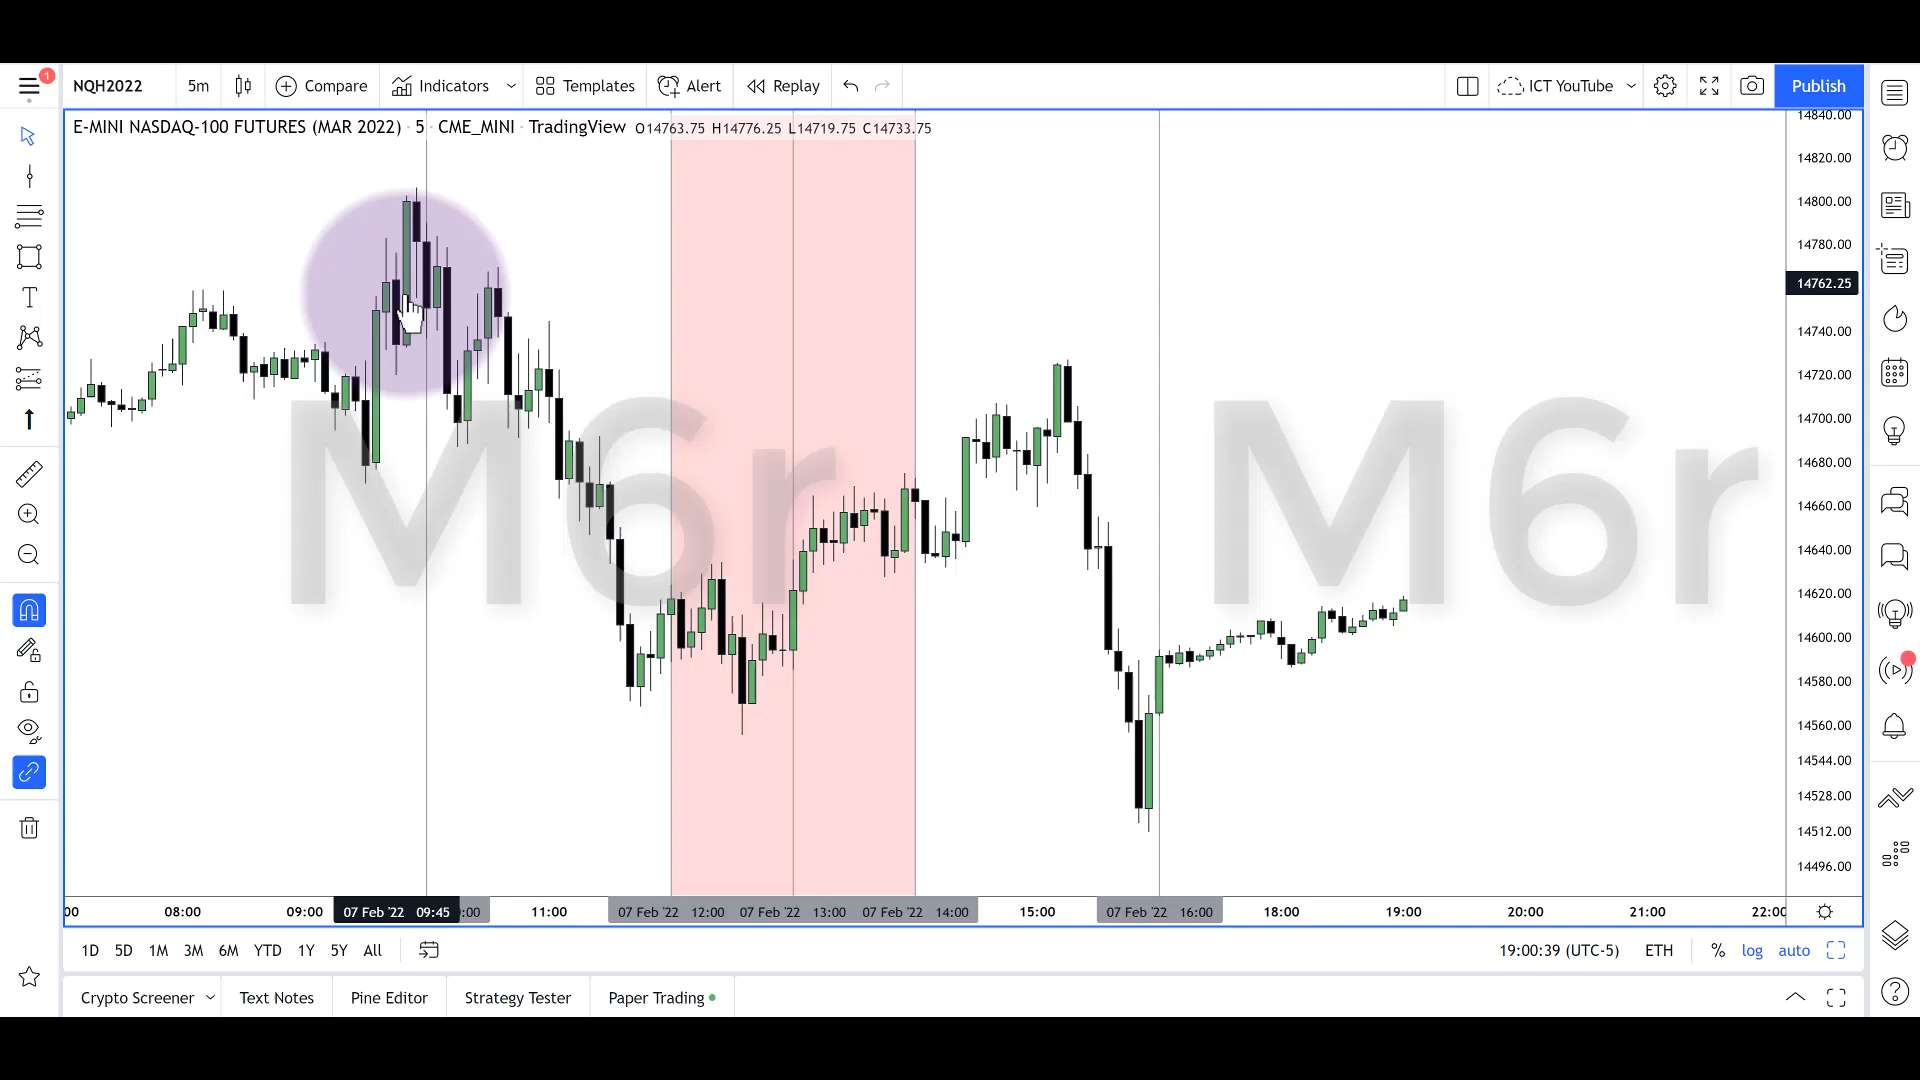 1
NQH2022
5m
Compare
Indicators
Templates
Alert
Replay
ICT YouTube
Publish
E-MINI NASDAQ-100 FUTURES (MAR 2022) · 5 · CME_MINI · TradingView O14763.75 H14776.25 L14719.75 C14733.75
14840.00
14820.00
14800.00
14780.00
14762.25
14740.00
14720.00
14700.00
14680.00
14660.00
14640.00
14620.00
14600.00
14580.00
14560.00
14544.00
14528.00
14512.00
14496.00
M6r M6r
00 08:00 09:00 07 Feb '22 09:45 0:00 11:00 07 Feb '22 12:00 07 Feb '22 13:00 07 Feb '22 14:00 15:00 07 Feb '22 16:00 18:00 19:00 20:00 21:00 22:00
1D 5D 1M 3M 6M YTD 1Y 5Y All
19:00:39 (UTC-5) ETH % log auto
Crypto Screener Text Notes Pine Editor Strategy Tester Paper Trading